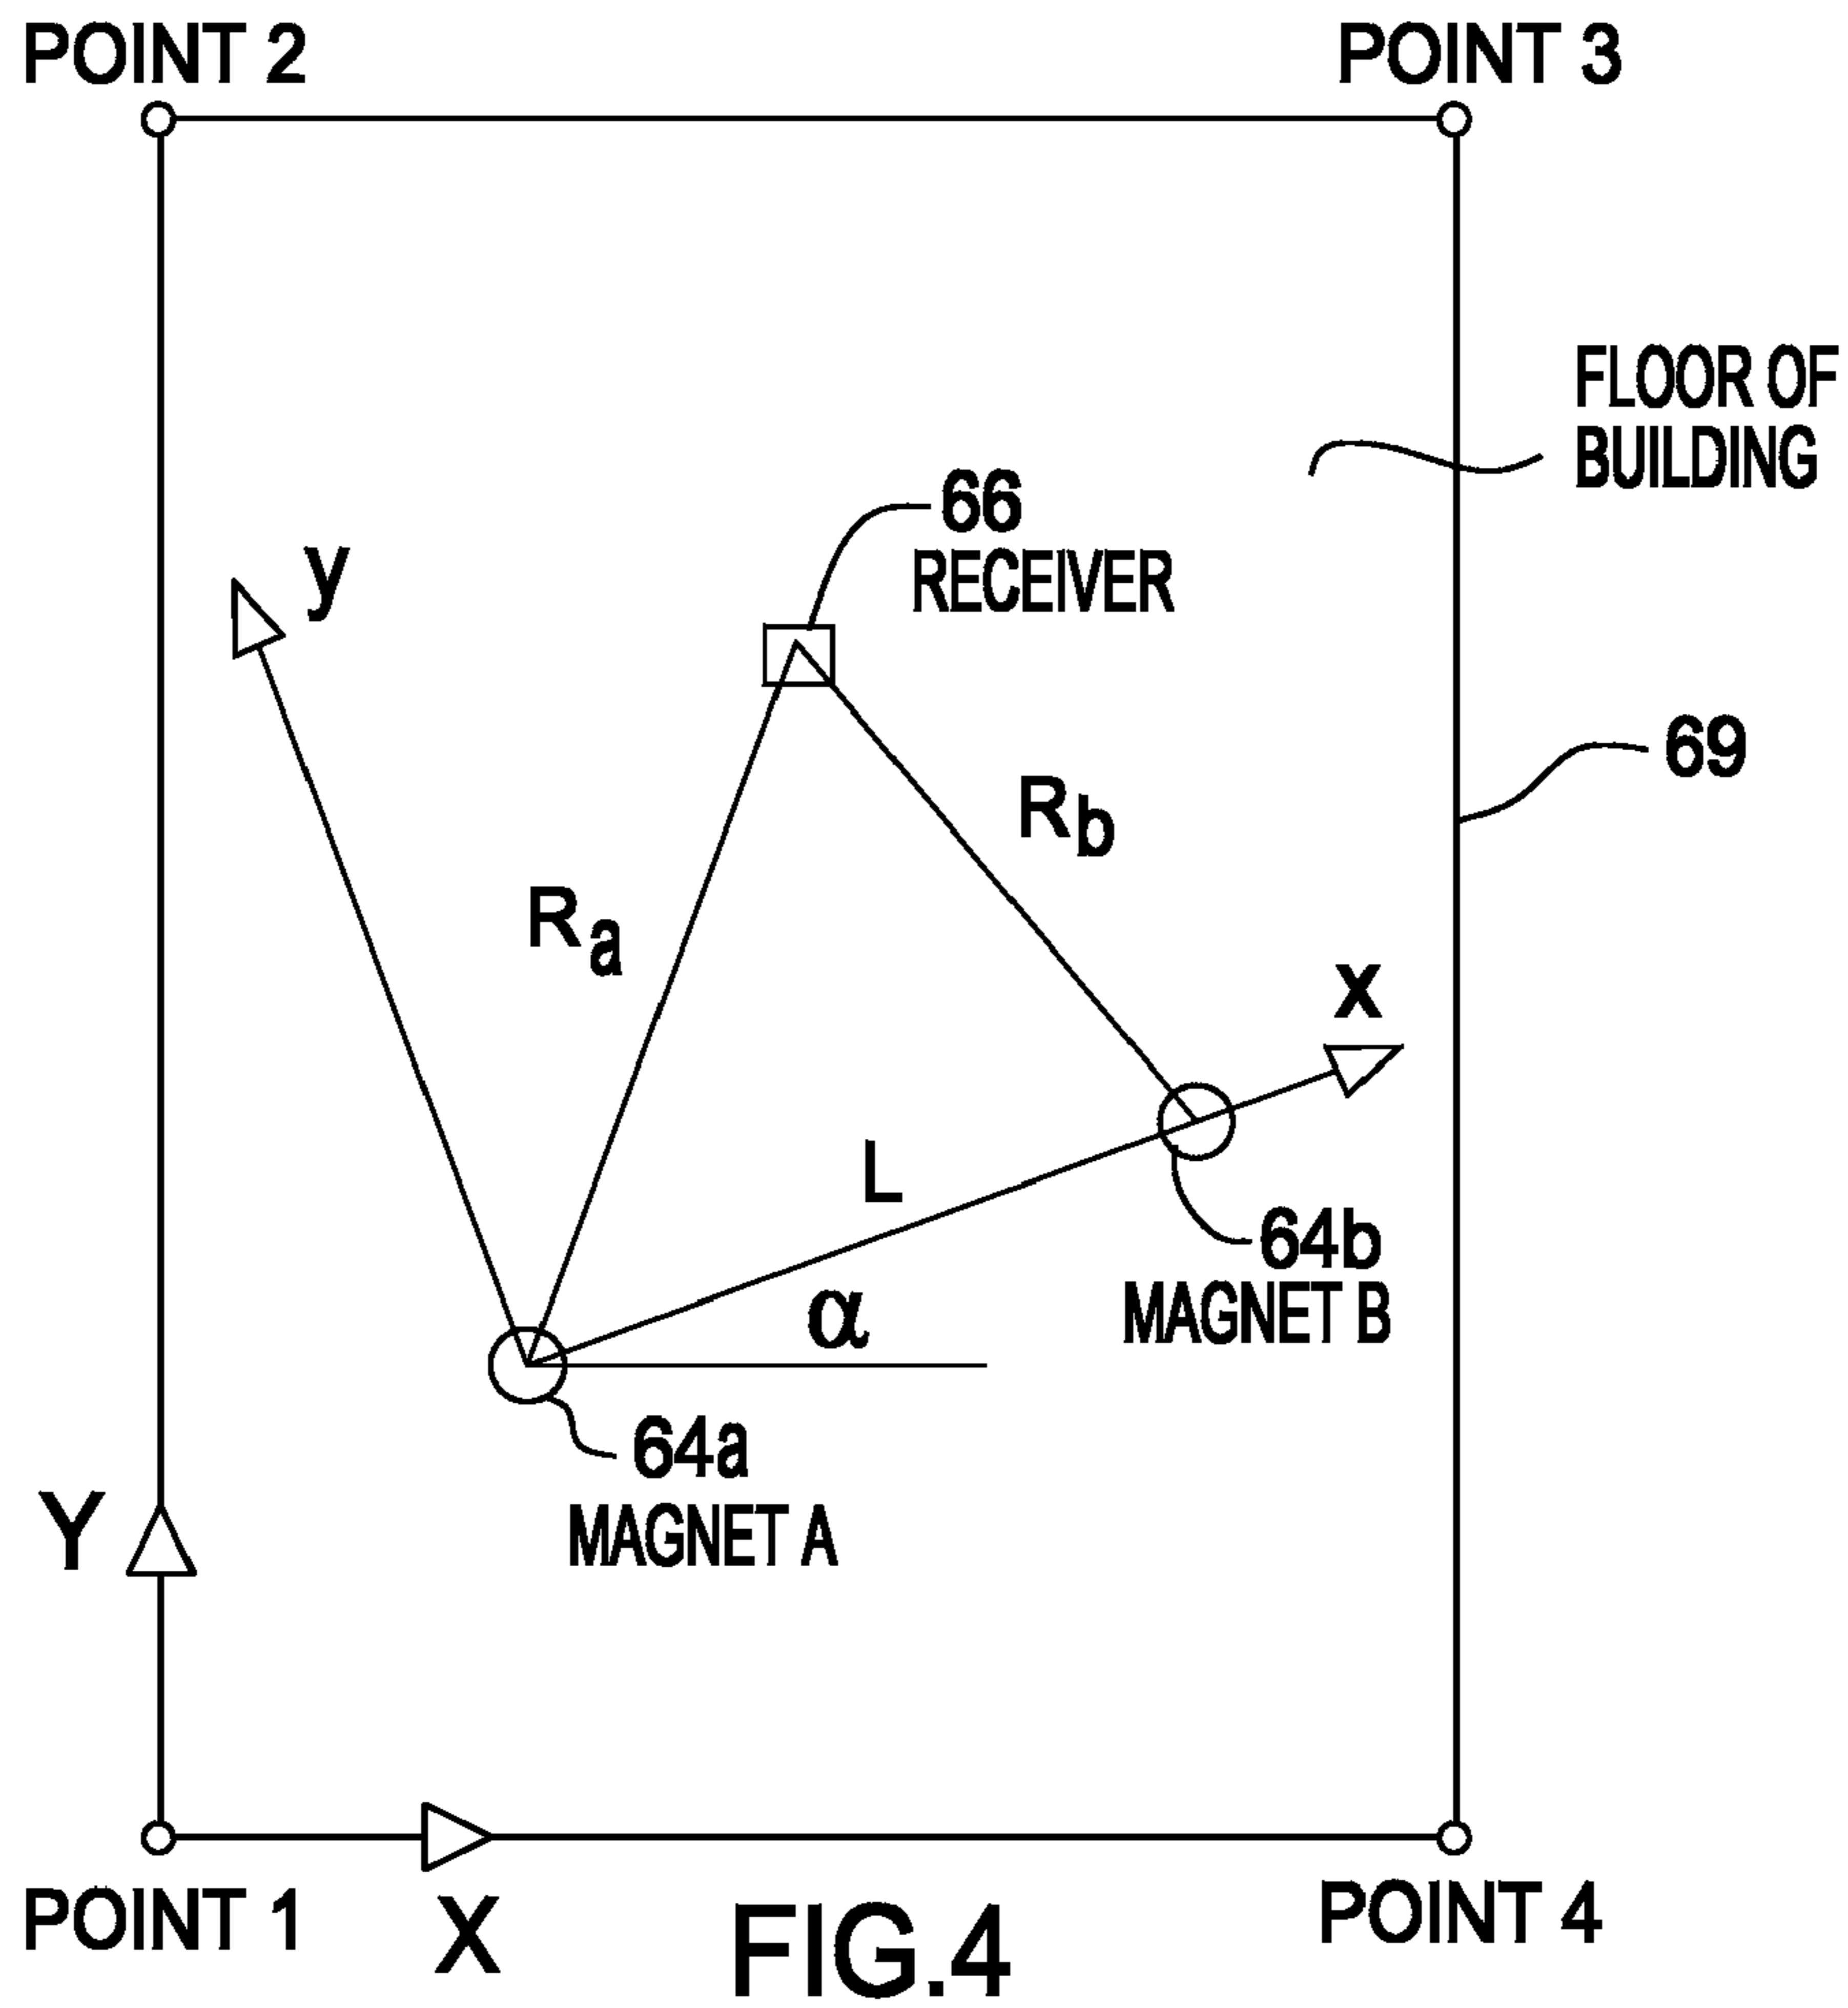 POINT 2
POINT 3
FLOOR OF
BUILDING
66
RECEIVER
y
69
Rb
Ra
x
L
64b
MAGNET B
α
64a
MAGNET A
Y
POINT 1
X
POINT 4
FIG.4